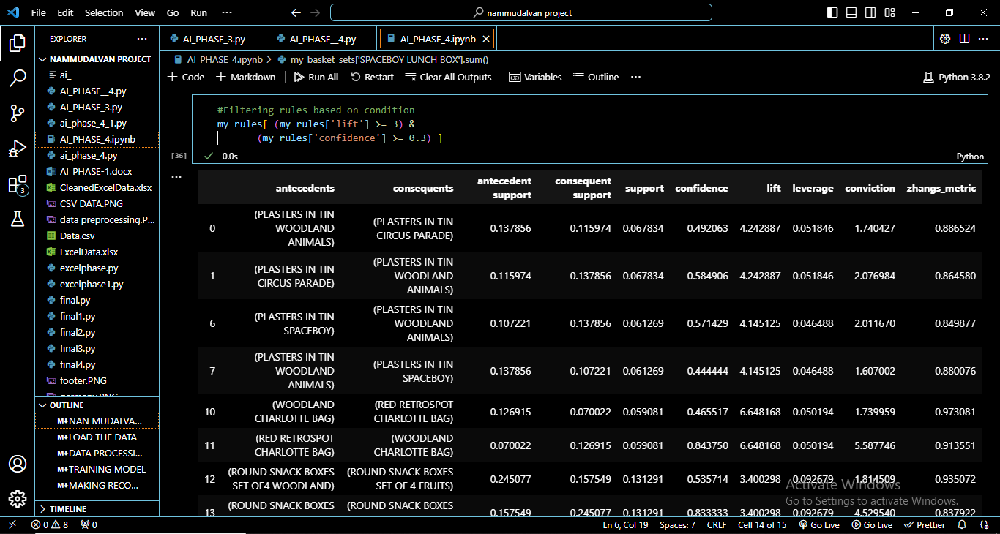 File Edit Selection View Go Run ···
nammudalvan project
EXPLORER ···
NAMMUDALVAN PROJECT
ai_
AI_PHASE__4.py
AI_PHASE_3.py
ai_phase_4_1.py
AI_PHASE_4.ipynb
ai_phase_4.py
AI_PHASE-1.docx
CleanedExcelData.xlsx
CSV DATA.PNG
data preprocessing.P...
Data.csv
ExcelData.xlsx
excelphase.py
excelphase1.py
final.py
final1.py
final2.py
final3.py
final4.py
footer.PNG
germany.PNG
OUTLINE
M↓NAN MUDALVA...
M↓LOAD THE DATA
M↓DATA PROCESSI...
M↓TRAINING MODEL
M↓MAKING RECO...
TIMELINE
3
AI_PHASE_3.py AI_PHASE__4.py AI_PHASE_4.ipynb
AI_PHASE_4.ipynb > my_basket_sets['SPACEBOY LUNCH BOX'].sum()
+ Code + Markdown Run All Restart Clear All Outputs Variables Outline ··· Python 3.8.2
#Filtering rules based on condition
my_rules[ (my_rules['lift'] >= 3) &
(my_rules['confidence'] >= 0.3) ]
[36] ✓ 0.0s Python
···
antecedents consequents antecedent support consequent support support confidence lift leverage conviction zhangs_metric
0 (PLASTERS IN TIN WOODLAND ANIMALS) (PLASTERS IN TIN CIRCUS PARADE) 0.137856 0.115974 0.067834 0.492063 4.242887 0.051846 1.740427 0.886524
1 (PLASTERS IN TIN CIRCUS PARADE) (PLASTERS IN TIN WOODLAND ANIMALS) 0.115974 0.137856 0.067834 0.584906 4.242887 0.051846 2.076984 0.864580
6 (PLASTERS IN TIN SPACEBOY) (PLASTERS IN TIN WOODLAND ANIMALS) 0.107221 0.137856 0.061269 0.571429 4.145125 0.046488 2.011670 0.849877
7 (PLASTERS IN TIN WOODLAND ANIMALS) (PLASTERS IN TIN SPACEBOY) 0.137856 0.107221 0.061269 0.444444 4.145125 0.046488 1.607002 0.880076
10 (WOODLAND CHARLOTTE BAG) (RED RETROSPOT CHARLOTTE BAG) 0.126915 0.070022 0.059081 0.465517 6.648168 0.050194 1.739959 0.973081
11 (RED RETROSPOT CHARLOTTE BAG) (WOODLAND CHARLOTTE BAG) 0.070022 0.126915 0.059081 0.843750 6.648168 0.050194 5.587746 0.913551
12 (ROUND SNACK BOXES SET OF4 WOODLAND) (ROUND SNACK BOXES SET OF 4 FRUITS) 0.245077 0.157549 0.131291 0.535714 3.400298 0.092679 1.814509 0.935072
13 (ROUND SNACK BOXES (ROUND SNACK BOXES 0.157549 0.245077 0.131291 0.833333 3.400298 0.092679 4.529540 0.837922
Activate Windows
Go to Settings to activate Windows.
0 8 0 Ln 6, Col 19 Spaces: 7 CRLF Cell 14 of 15 Go Live Go Live Prettier